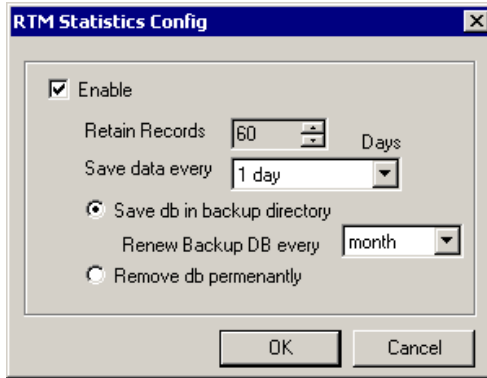 RTM Statistics Config
Enable
Retain Records 60 Days
Save data every 1 day
Save db in backup directory
Renew Backup DB every month
Remove db permenantly
OK Cancel